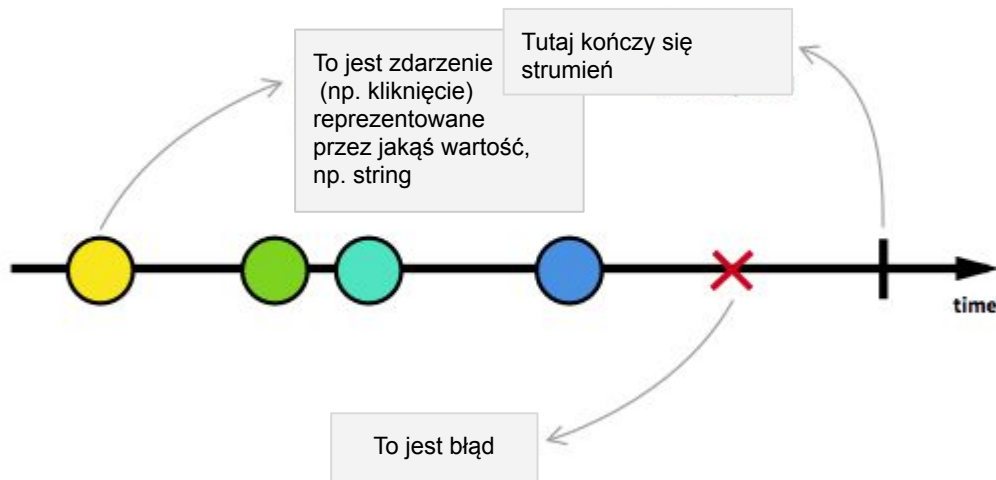 To jest zdarzenie
(np. kliknięcie)
reprezentowane
przez jakąś wartość,
np. string
Tutaj kończy się
strumień
time
To jest błąd